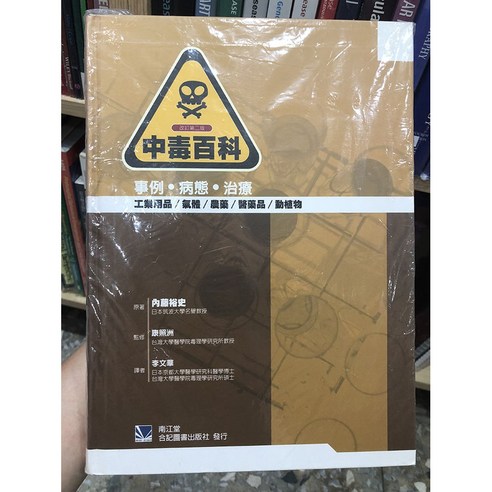 改訂第二版
中毒百科
事例・病態・治療
工業用品/氣體/農藥/醫藥品/動植物
原著 內藤裕史
日本筑波大學名譽教授
監修 康照洲
台灣大學醫學院毒理學研究所教授
譯者 李文華
日本京都大學醫學研究科醫學博士
台灣大學醫學院毒理學研究所碩士
南江堂
合記圖書出版社 發行